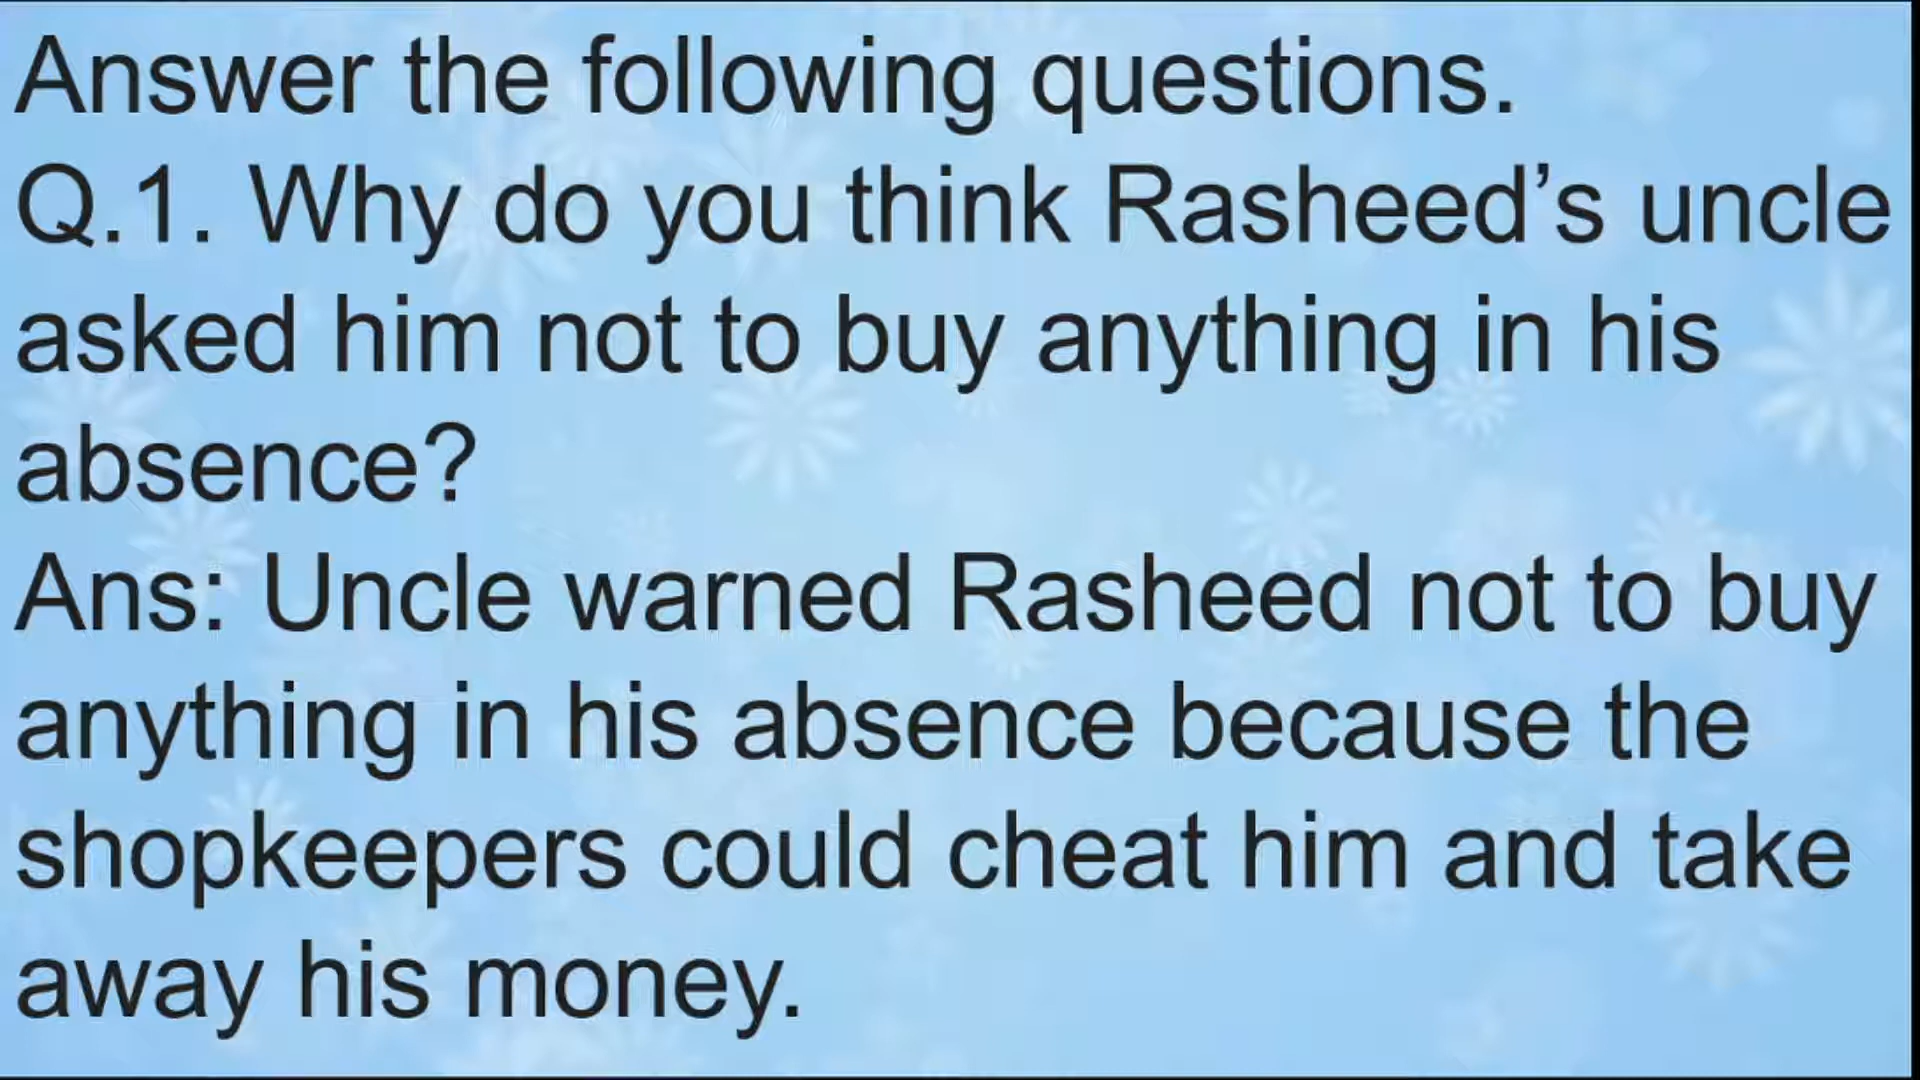 Answer the following questions.
Q.1. Why do you think Rasheed’s uncle
asked him not to buy anything in his
absence?
Ans: Uncle warned Rasheed not to buy
anything in his absence because the
shopkeepers could cheat him and take
away his money.